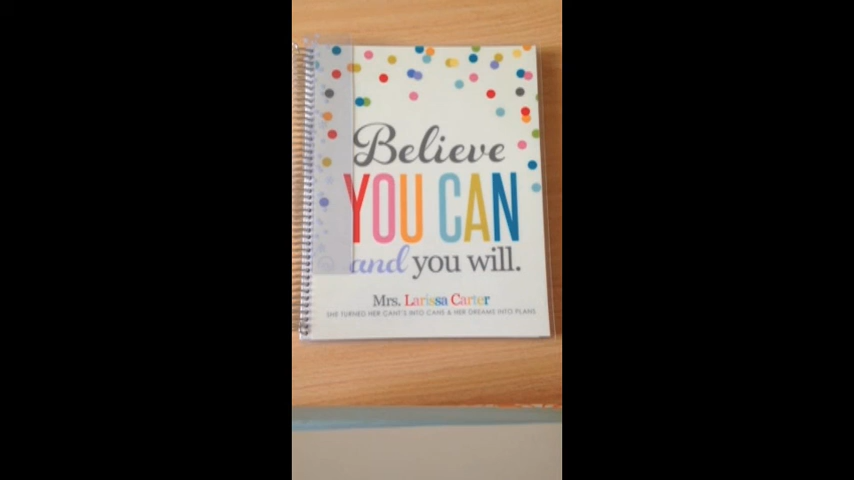 Believe
YOU CAN
and you will.
Mrs. Larissa Carter
SHE TURNED HER CANT'S INTO CANS & HER DREAMS INTO PLANS